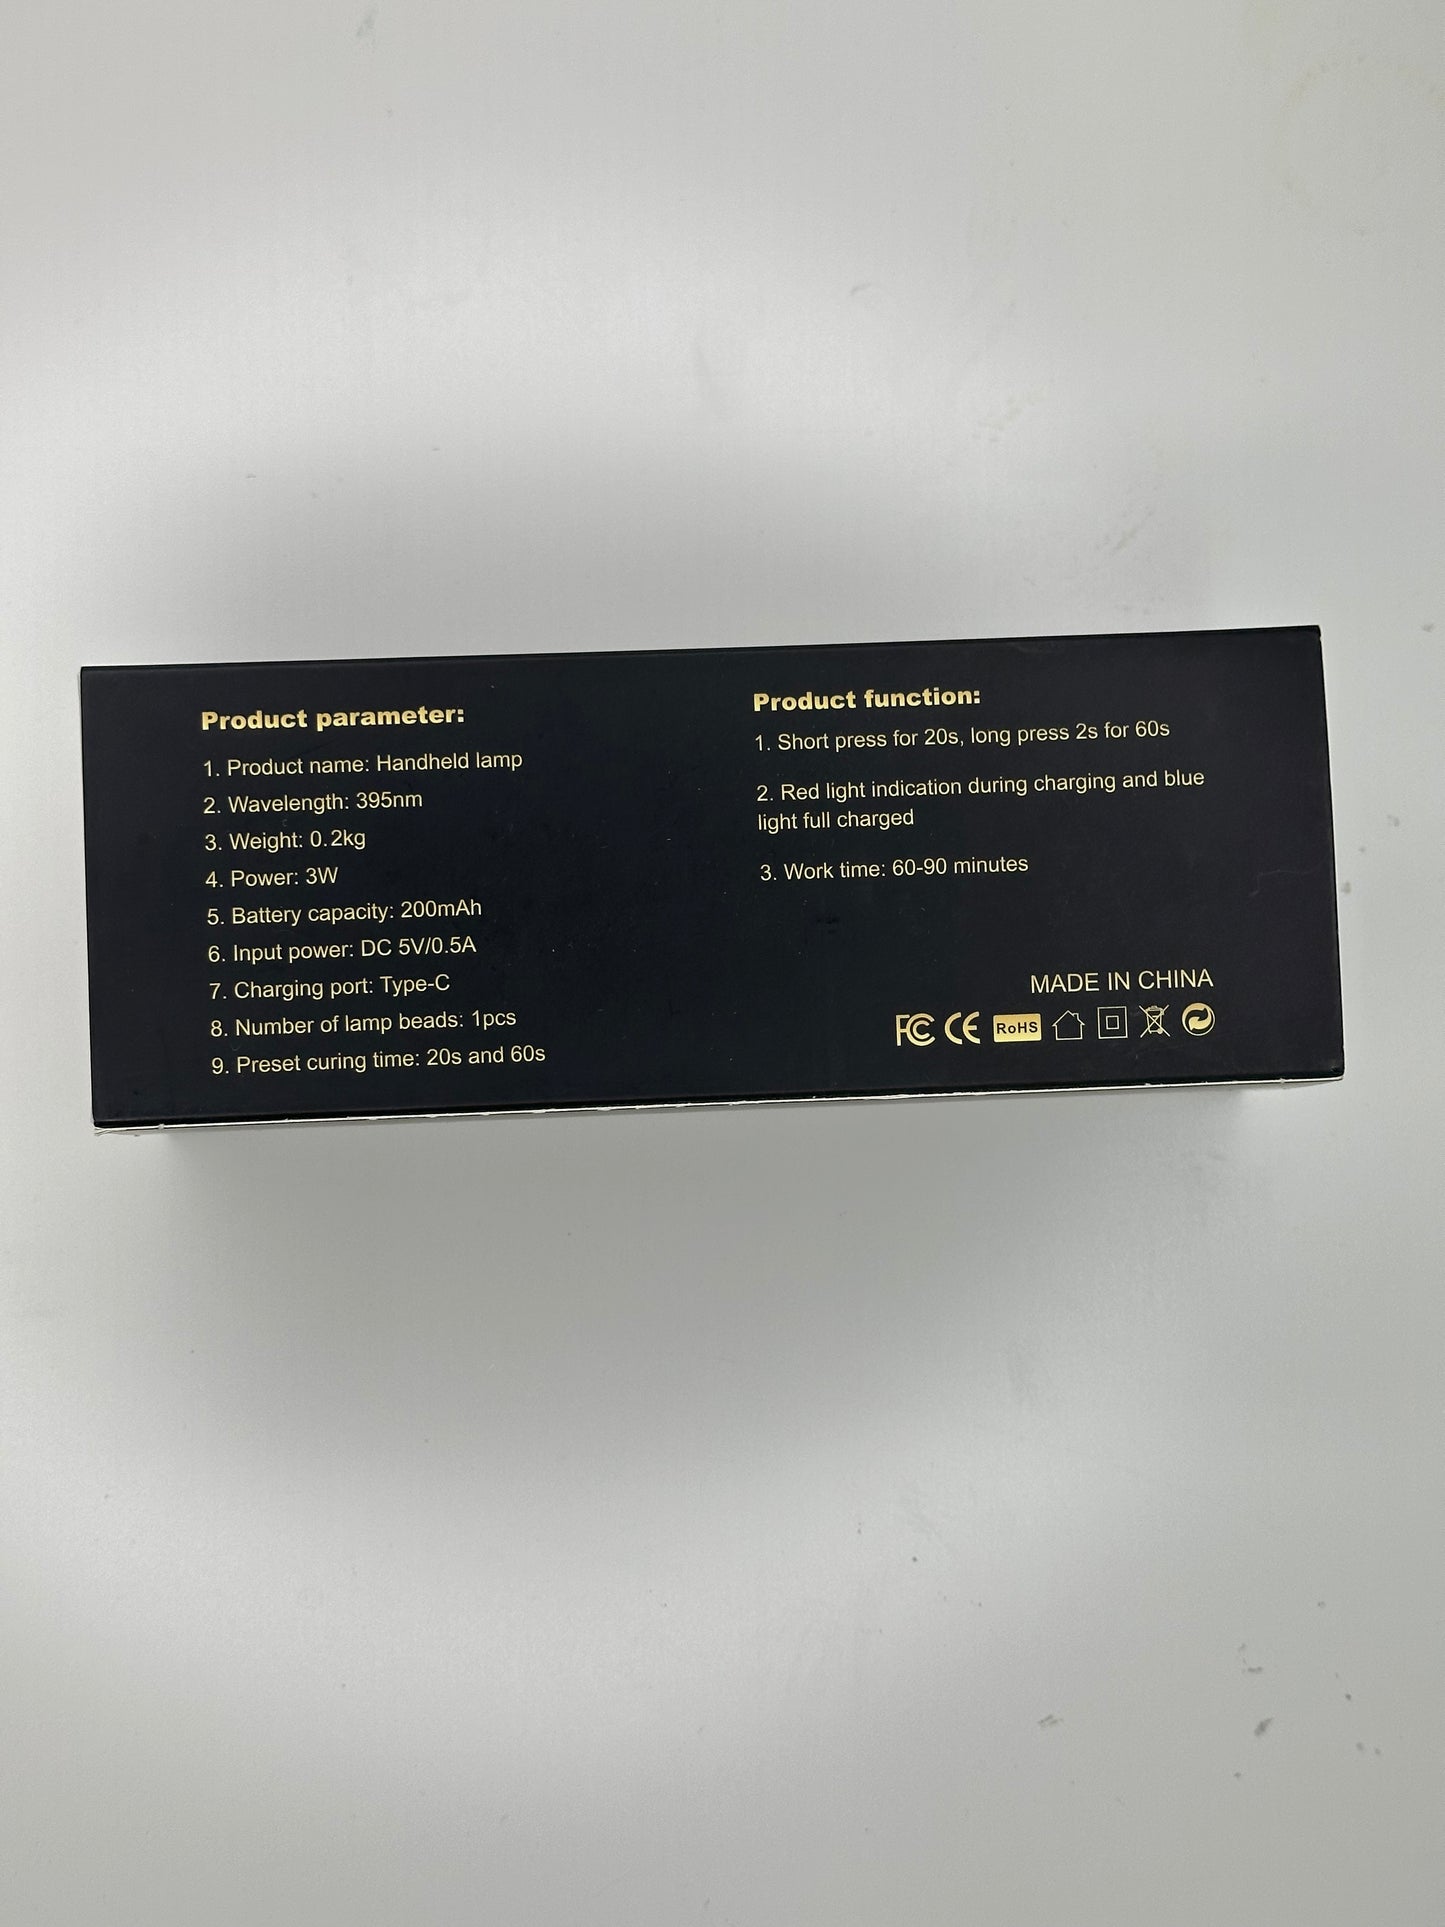 Product parameter:
1. Product name: Handheld lamp
2. Wavelength: 395nm
3. Weight: 0.2kg
4. Power: 3W
5. Battery capacity: 200mAh
6. Input power: DC 5V/0.5A
7. Charging port: Type-C
8. Number of lamp beads: 1pcs
9. Preset curing time: 20s and 60s
Product function:
1. Short press for 20s, long press 2s for 60s
2. Red light indication during charging and blue
light full charged
3. Work time: 60-90 minutes
MADE IN CHINA
FC CE RoHS